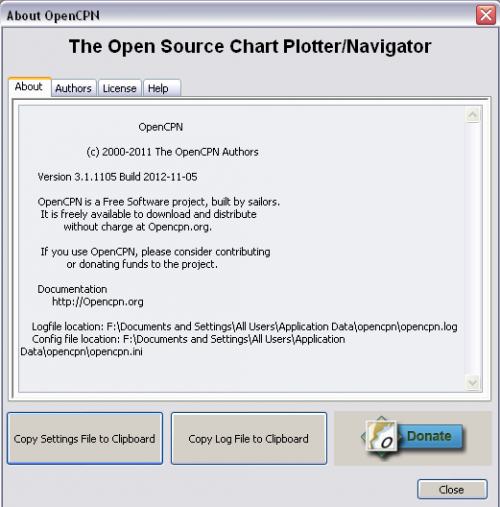 About OpenCPN
The Open Source Chart Plotter/Navigator
About Authors License Help
OpenCPN
(c) 2000-2011 The OpenCPN Authors
Version 3.1.1105 Build 2012-11-05
OpenCPN is a Free Software project, built by sailors.
It is freely available to download and distribute
without charge at Opencpn.org.
If you use OpenCPN, please consider contributing
or donating funds to the project.
Documentation
http://Opencpn.org
Logfile location: F:\Documents and Settings\All Users\Application Data\opencpn\opencpn.log
Config file location: F:\Documents and Settings\All Users\Application
Data\opencpn\opencpn.ini
Copy Settings File to Clipboard
Copy Log File to Clipboard
Donate
Close